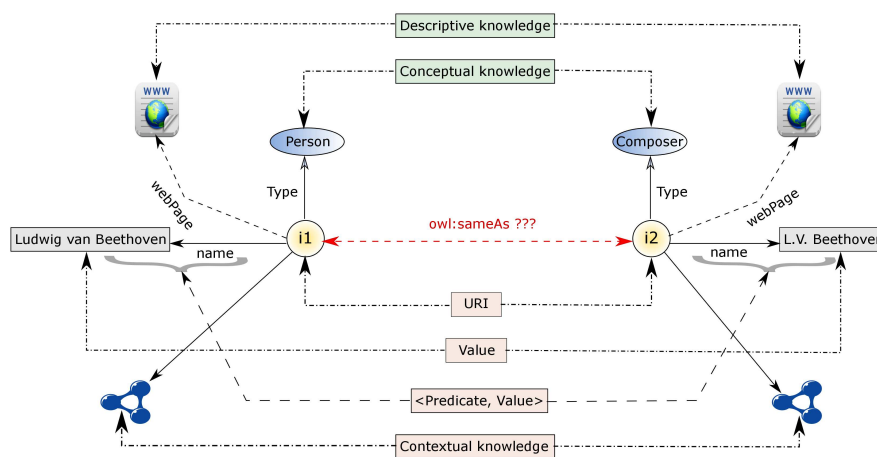 Descriptive knowledge
Conceptual knowledge
WWW
WWW
Person
Composer
Type
Type
webPage
webPage
owl:sameAs ???
Ludwig van Beethoven
name
i1
i2
name
L.V. Beethoven
URI
Value
<Predicate, Value>
Contextual knowledge